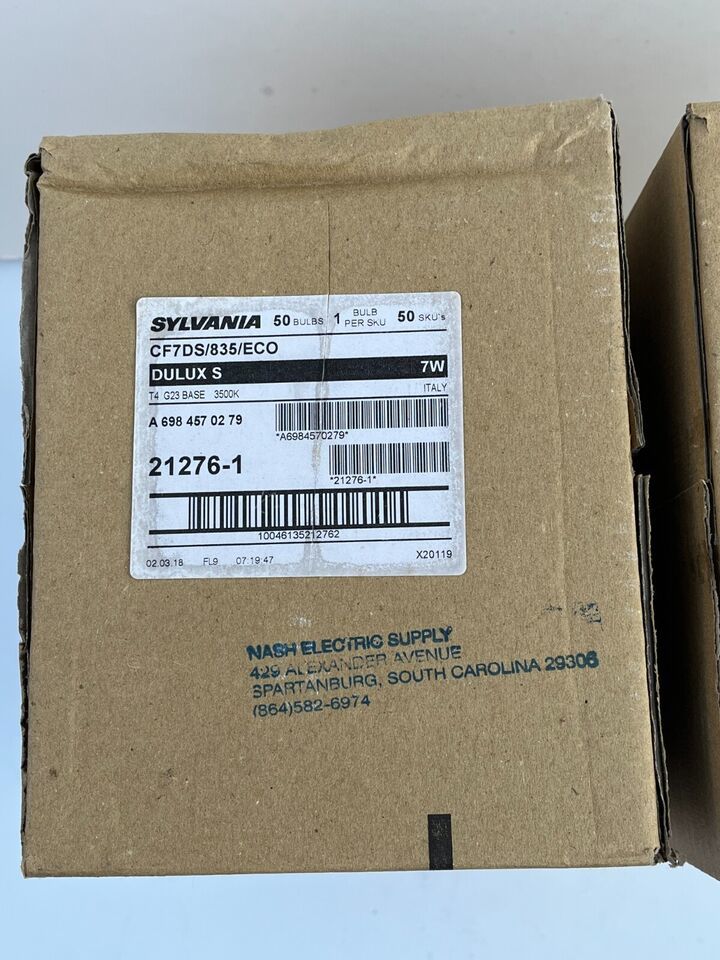 SYLVANIA 50 BULBS 1 BULB PER SKU 50 SKU's
CF7DS/835/ECO
DULUX S 7W
T4 G23 BASE 3500K ITALY
A 698 457 02 79
*A6984570279*
21276-1
*21276-1*
10046135212762
02.03.18 FL9 07:19:47 X20119
NASH ELECTRIC SUPPLY
429 ALEXANDER AVENUE
SPARTANBURG, SOUTH CAROLINA 29306
(864)582-6974